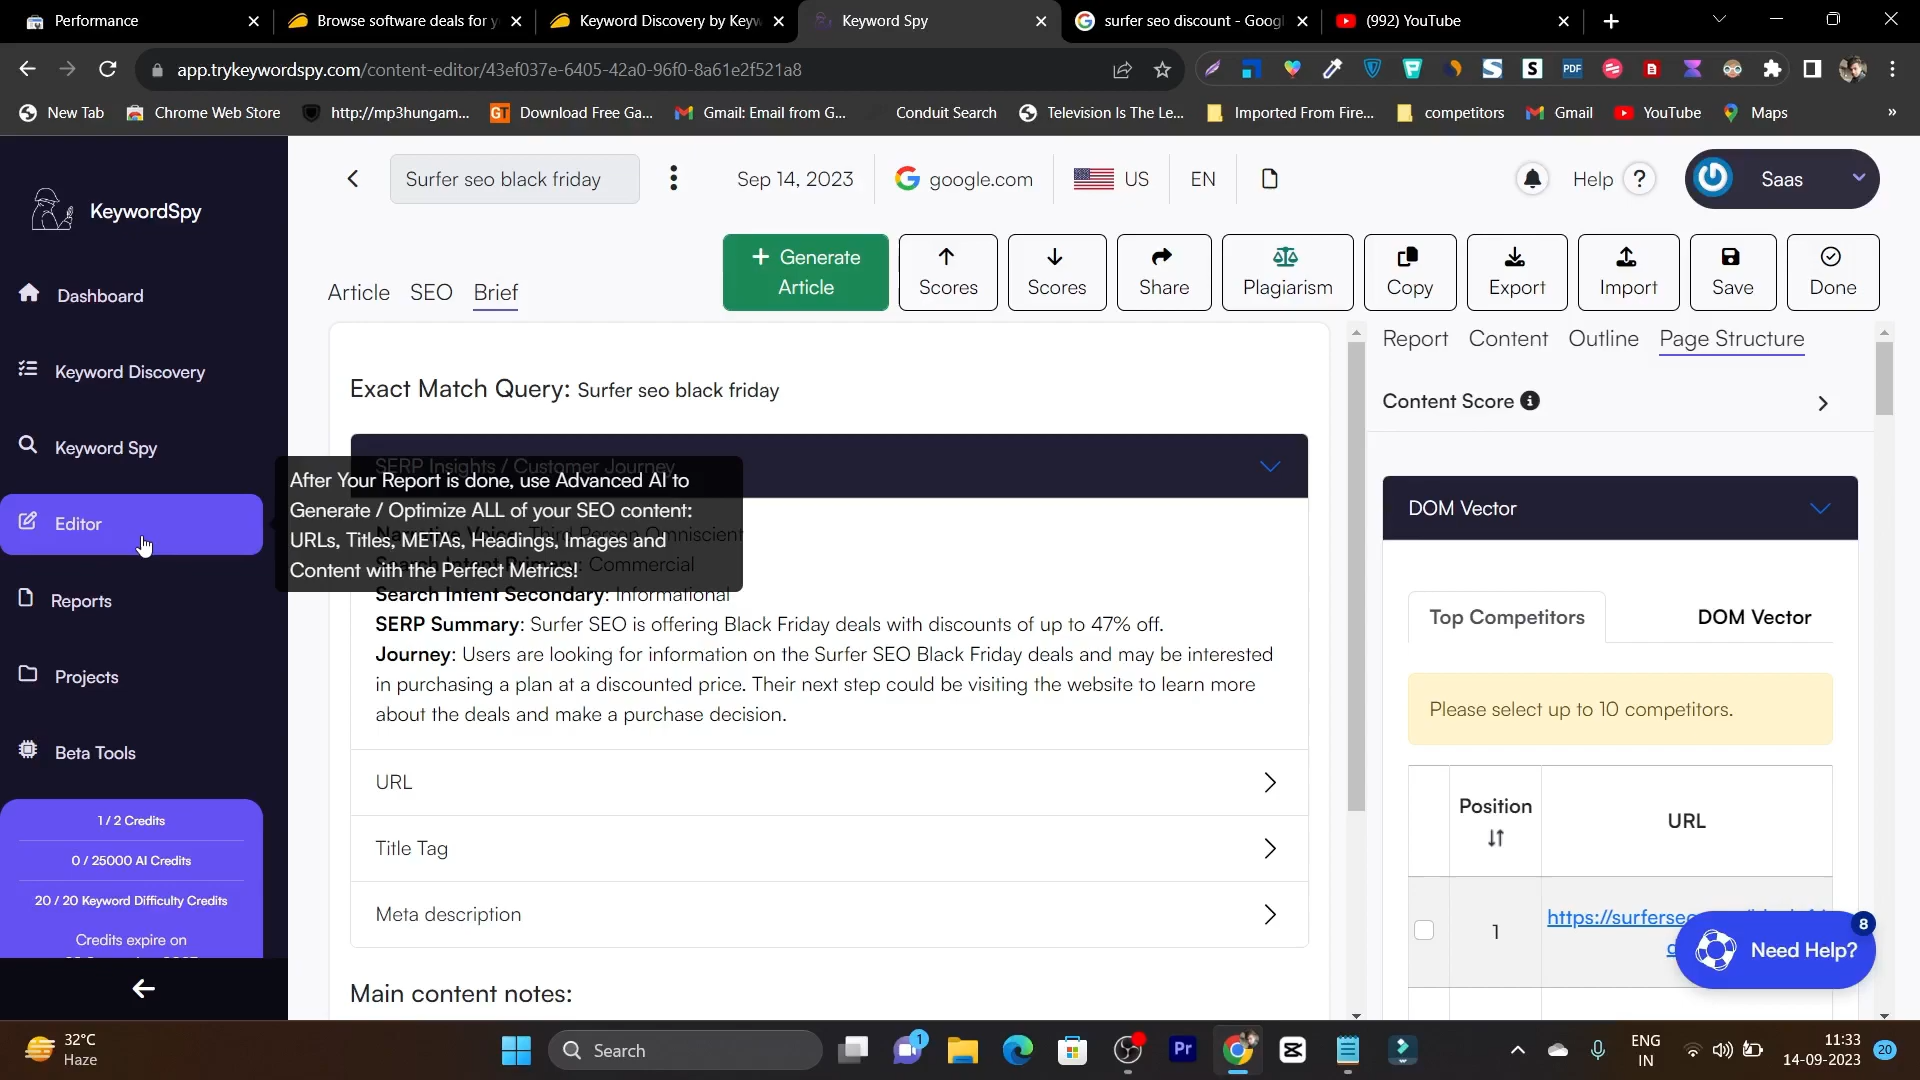 Performance
Browse software deals for y
Keyword Discovery by Key
Keyword Spy
surfer seo discount - Googl
(992) YouTube
app.trykeywordspy.com/content-editor/43ef037e-6405-42a0-96f0-8a61e2f521a8
New Tab
Chrome Web Store
http://mp3hungam...
Download Free Ga...
Gmail: Email from G...
Conduit Search
Television Is The Le...
Imported From Fire...
competitors
Gmail
YouTube
Maps
»
KeywordSpy
Surfer seo black friday
Sep 14, 2023
google.com
US
EN
Help
Saas
Article SEO Brief
+ Generate Article
Scores
Scores
Share
Plagiarism
Copy
Export
Import
Save
Done
Dashboard
Keyword Discovery
Keyword Spy
Editor
Reports
Projects
Beta Tools
1 / 2 Credits
0 / 25000 AI Credits
20 / 20 Keyword Difficulty Credits
Credits expire on
After Your Report is done, use Advanced AI to
Generate / Optimize ALL of your SEO content:
URLs, Titles, METAs, Headings, Images and
Content with the Perfect Metrics!
Exact Match Query: Surfer seo black friday
SERP Insights / Customer Journey
Narrative Voice: Third Person Omniscient
Search Intent Primary: Commercial
Search Intent Secondary: Informational
SERP Summary: Surfer SEO is offering Black Friday deals with discounts of up to 47% off.
Journey: Users are looking for information on the Surfer SEO Black Friday deals and may be interested
in purchasing a plan at a discounted price. Their next step could be visiting the website to learn more
about the deals and make a purchase decision.
URL
Title Tag
Meta description
Main content notes:
Report Content Outline Page Structure
Content Score
DOM Vector
Top Competitors
DOM Vector
Please select up to 10 competitors.
Position
URL
1
Need Help?
8
32°C
Haze
Search
1
Pr
ENG
IN
11:33
14-09-2023
20